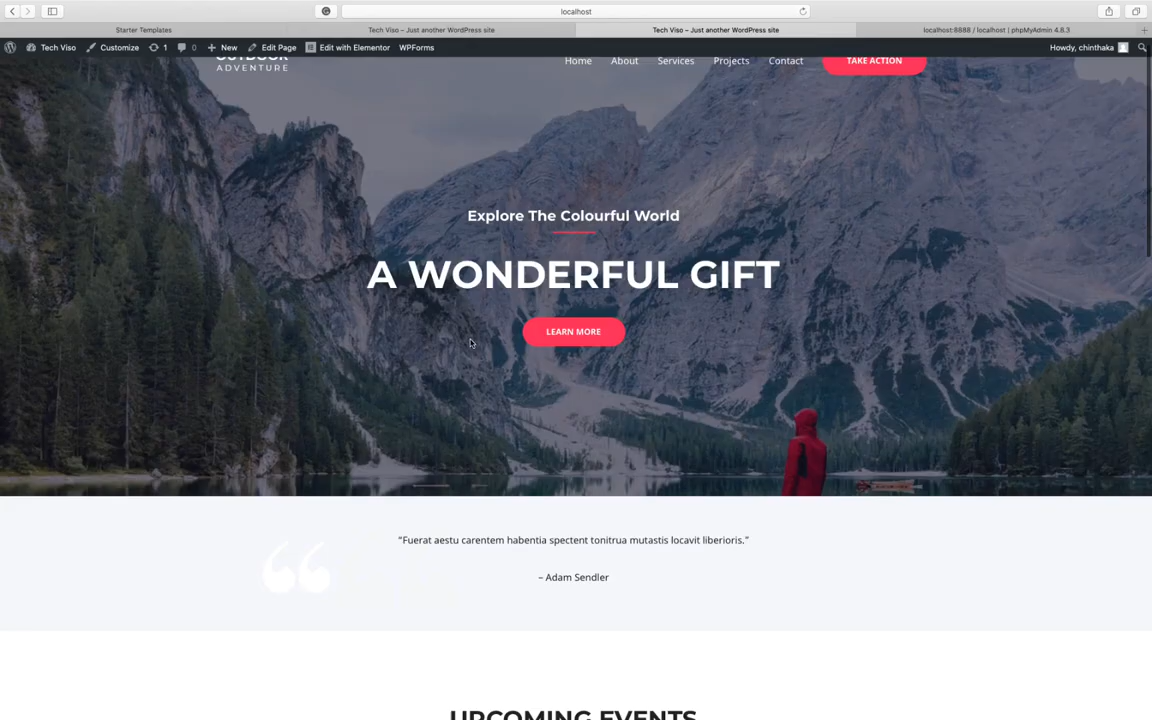 localhost
Starter Templates
Tech Viso – Just another WordPress site
Tech Viso – Just another WordPress site
localhost:8888 / localhost | phpMyAdmin 4.8.3
Tech Viso
Customize
1
0
New
Edit Page
Edit with Elementor
WPForms
Howdy, chinthaka
OUTDOOR
ADVENTURE
Home
About
Services
Projects
Contact
TAKE ACTION
Explore The Colourful World
A WONDERFUL GIFT
LEARN MORE
"Fuerat aestu carentem habentia spectent tonitrua mutastis locavit liberioris."
– Adam Sendler
UPCOMING EVENTS